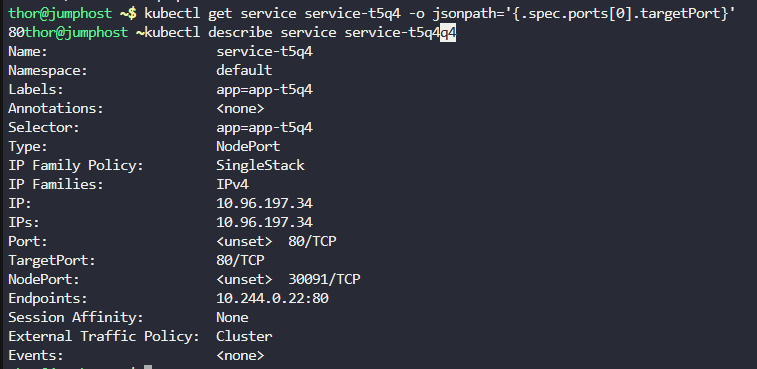 thor@jumphost ~$ kubectl get service service-t5q4 -o jsonpath='{.spec.ports[0].targetPort}'
80thor@jumphost ~kubectl describe service service-t5q4q4
Name:                     service-t5q4
Namespace:                default
Labels:                   app=app-t5q4
Annotations:              <none>
Selector:                 app=app-t5q4
Type:                     NodePort
IP Family Policy:         SingleStack
IP Families:              IPv4
IP:                       10.96.197.34
IPs:                      10.96.197.34
Port:                     <unset>  80/TCP
TargetPort:               80/TCP
NodePort:                 <unset>  30091/TCP
Endpoints:                10.244.0.22:80
Session Affinity:         None
External Traffic Policy:  Cluster
Events:                   <none>